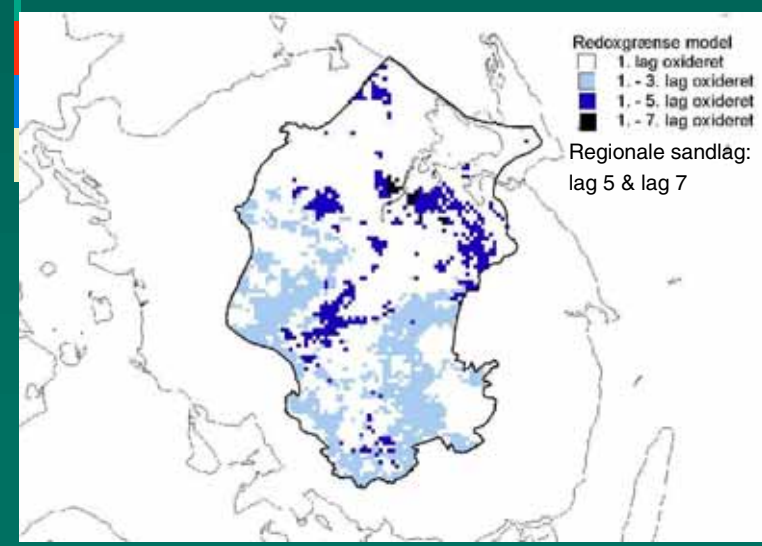 Redoxgrænse model
1. lag oxideret
1. - 3. lag oxideret
1. - 5. lag oxideret
1. - 7. lag oxideret
Regionale sandlag:
lag 5 & lag 7